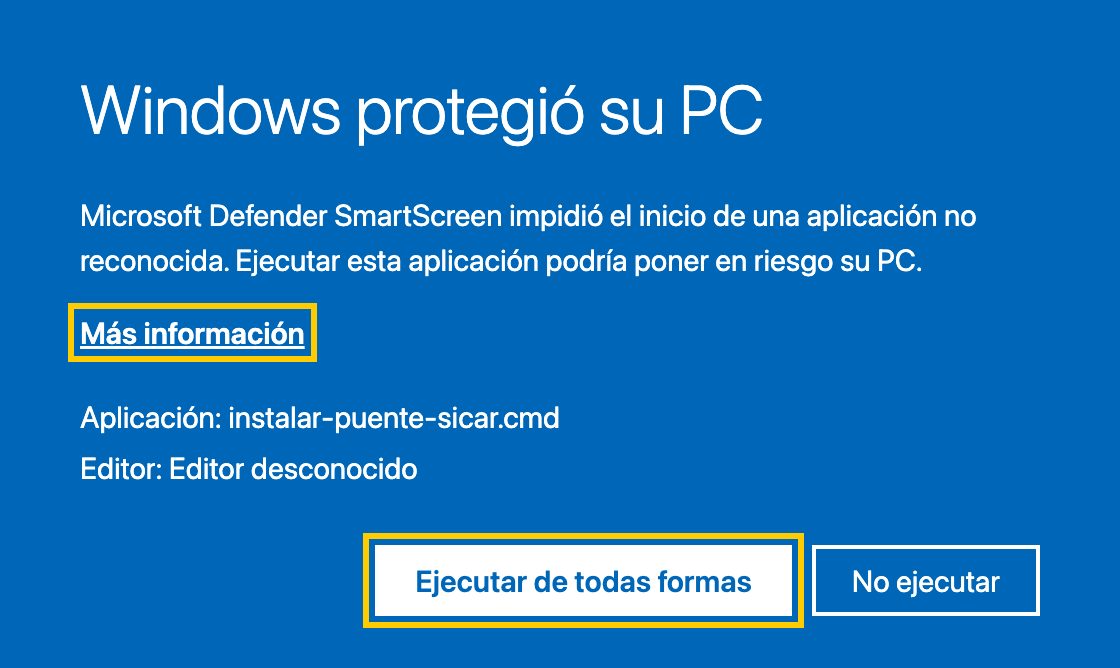 Windows protegió su PC
Microsoft Defender SmartScreen impidió el inicio de una aplicación no
reconocida. Ejecutar esta aplicación podría poner en riesgo su PC.
Más información
Aplicación: instalar-puente-sicar.cmd
Editor: Editor desconocido
Ejecutar de todas formas
No ejecutar